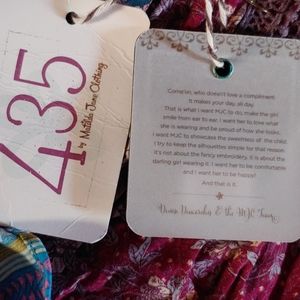 435
by Matilda Jane Clothing
Come on, who doesn't love a compliment.
It makes your day, all day.
That is what I want MJC to do, make the girl
smile from ear to ear. I want her to love what
she is wearing and be proud of how she looks.
I want MJC to showcase the sweetness of the child.
I try to keep the silhouettes simple for that reason.
It's not about the fancy embroidery, it is about the
darling girl wearing it. I want her to be comfortable
and I want her to be happy!
And that is it.
& the MJC Team